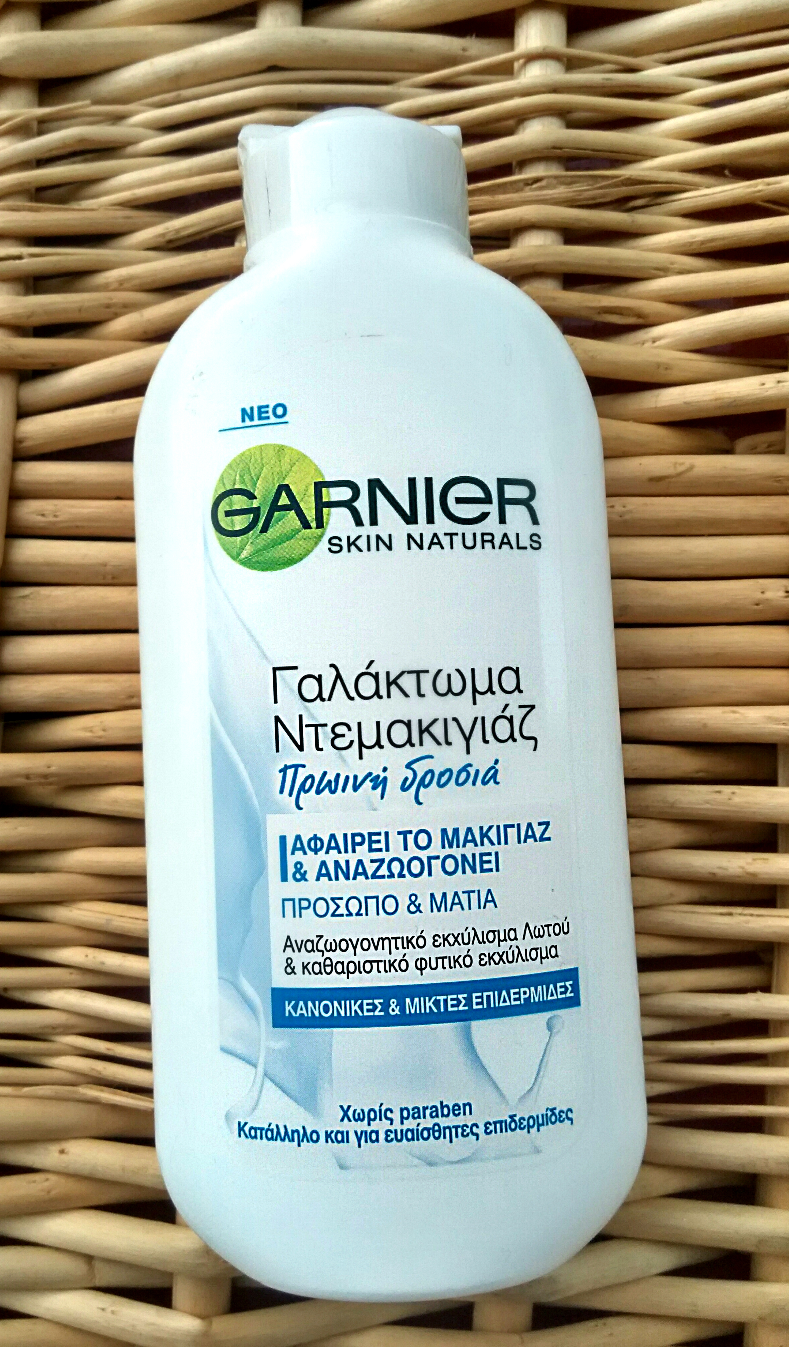 ΝΕΟ
GARNIER
SKIN NATURALS
Γαλάκτωμα
Ντεμακιγιάζ
Πρωινή δροσιά
ΑΦΑΙΡΕΙ ΤΟ ΜΑΚΙΓΙΑΖ
& ΑΝΑΖΩΟΓΟΝΕΙ
ΠΡΟΣΩΠΟ & ΜΑΤΙΑ
Αναζωογονητικό εκχύλισμα Λωτού
& καθαριστικό φυτικό εκχύλισμα
ΚΑΝΟΝΙΚΕΣ & ΜΙΚΤΕΣ ΕΠΙΔΕΡΜΙΔΕΣ
Χωρίς paraben
Κατάλληλο και για ευαίσθητες επιδερμίδες